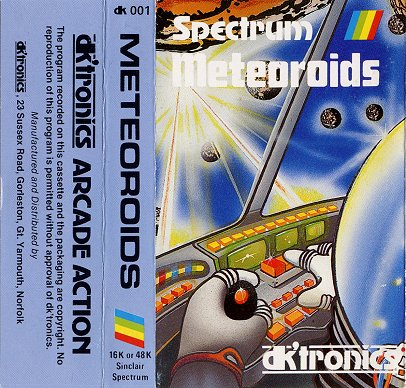 dk'tronics ARCADE ACTION
The program recorded on this cassette and the packaging are copyright. No
reproduction of this program is permitted without approval of dk'tronics.
Manufactured and Distributed by
dk'tronics, 23 Sussex Road, Gorleston, Gt. Yarmouth, Norfolk
dk 001
METEOROIDS
16K or 48K
Sinclair
Spectrum
Spectrum
Meteoroids
dk'tronics